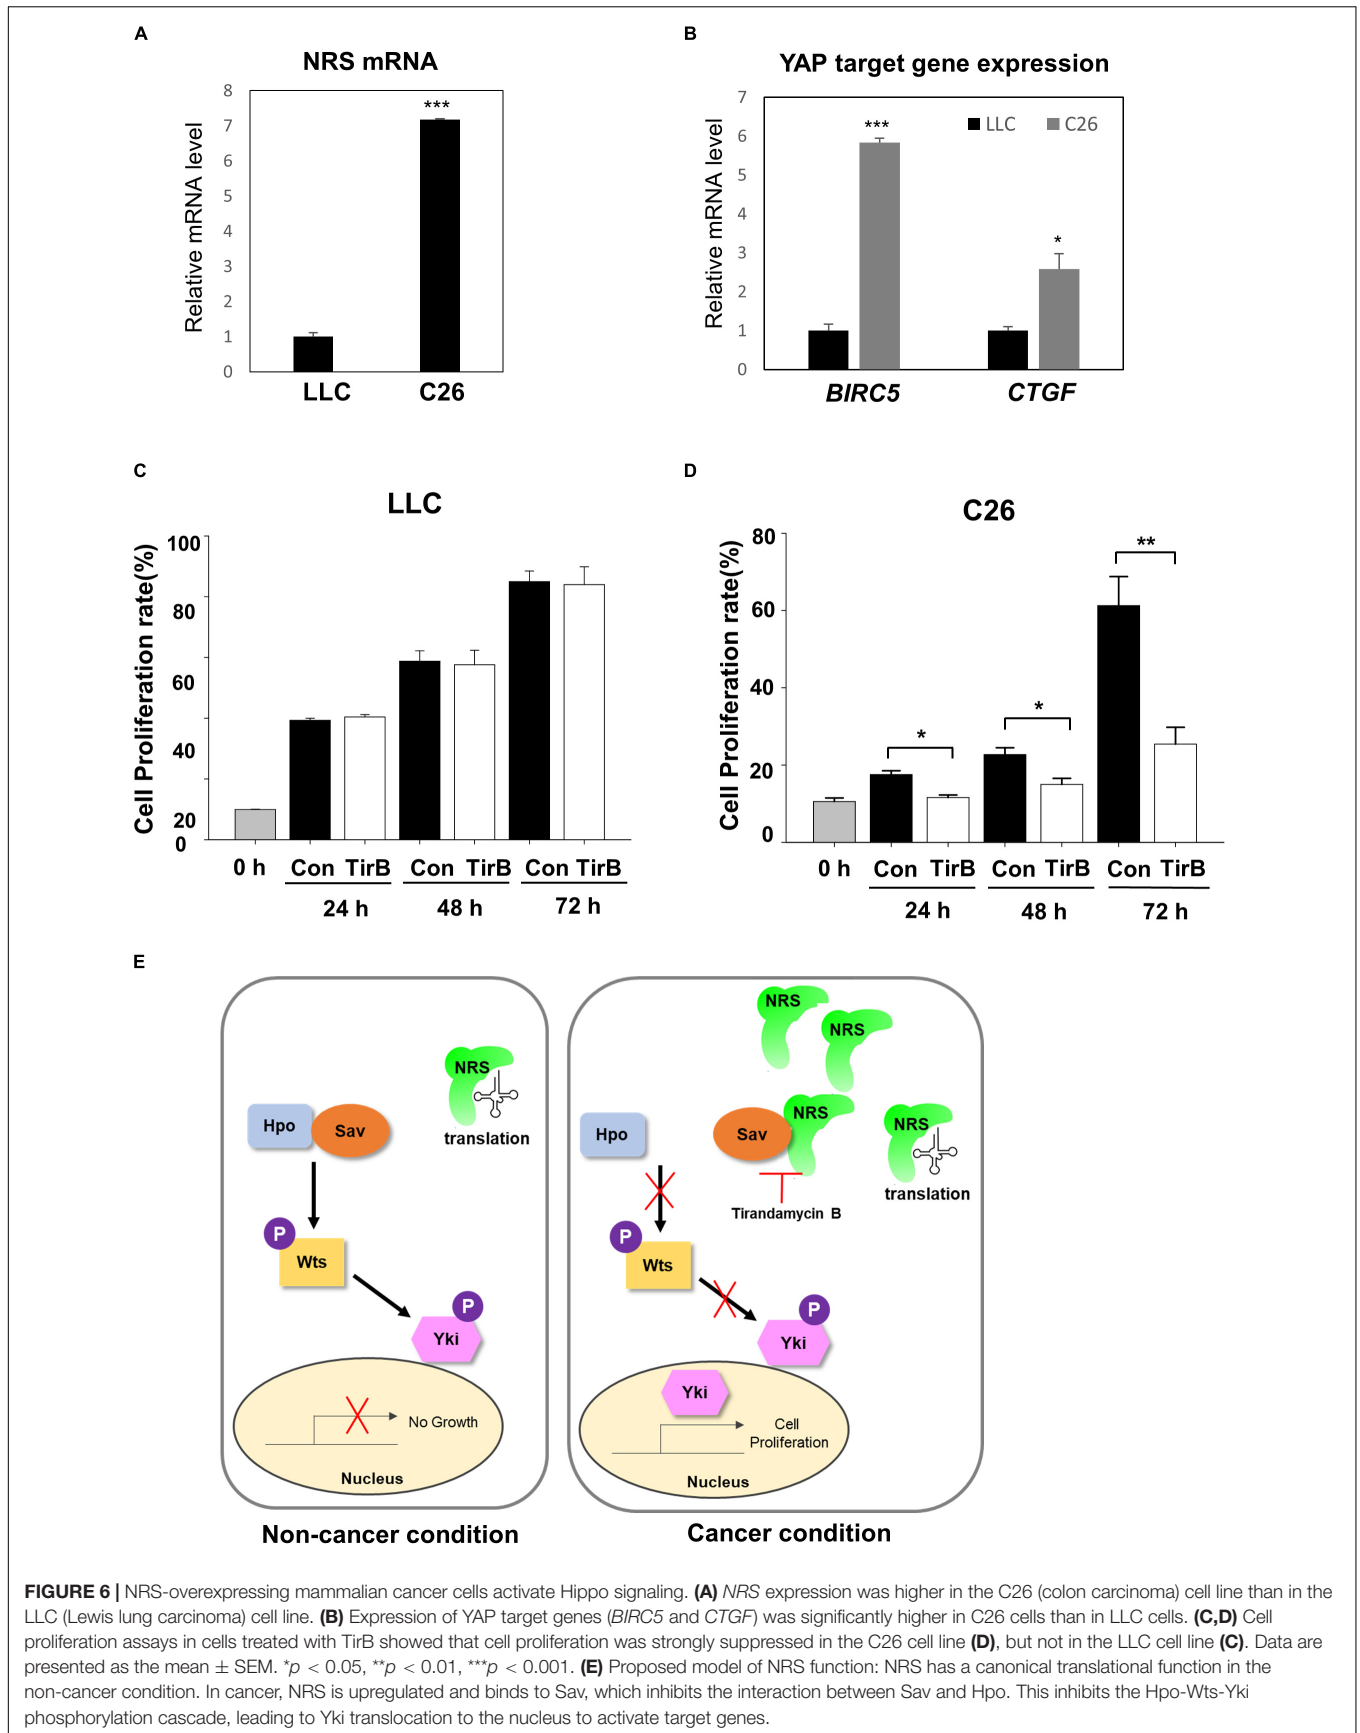 A
NRS mRNA
Relative mRNA level
8
7
6
5
4
3
2
1
0
***
LLC
C26
B
YAP target gene expression
Relative mRNA level
7
6
5
4
3
2
1
0
LLC
C26
***
*
BIRC5
CTGF
C
LLC
Cell Proliferation rate(%)
100
80
60
40
20
0
0 h
Con TirB
Con TirB
Con TirB
24 h
48 h
72 h
D
C26
Cell Proliferation rate(%)
80
60
40
20
0
*
*
**
0 h
Con TirB
Con TirB
Con TirB
24 h
48 h
72 h
E
NRS
translation
Hpo
Sav
P
Wts
P
Yki
No Growth
Nucleus
Non-cancer condition
NRS
NRS
NRS
Hpo
Sav
NRS
translation
Tirandamycin B
P
Wts
P
Yki
Yki
Cell
Proliferation
Nucleus
Cancer condition
FIGURE 6 | NRS-overexpressing mammalian cancer cells activate Hippo signaling. (A) NRS expression was higher in the C26 (colon carcinoma) cell line than in the
LLC (Lewis lung carcinoma) cell line. (B) Expression of YAP target genes (BIRC5 and CTGF) was significantly higher in C26 cells than in LLC cells. (C,D) Cell
proliferation assays in cells treated with TirB showed that cell proliferation was strongly suppressed in the C26 cell line (D), but not in the LLC cell line (C). Data are
presented as the mean ± SEM. *p < 0.05, **p < 0.01, ***p < 0.001. (E) Proposed model of NRS function: NRS has a canonical translational function in the
non-cancer condition. In cancer, NRS is upregulated and binds to Sav, which inhibits the interaction between Sav and Hpo. This inhibits the Hpo-Wts-Yki
phosphorylation cascade, leading to Yki translocation to the nucleus to activate target genes.